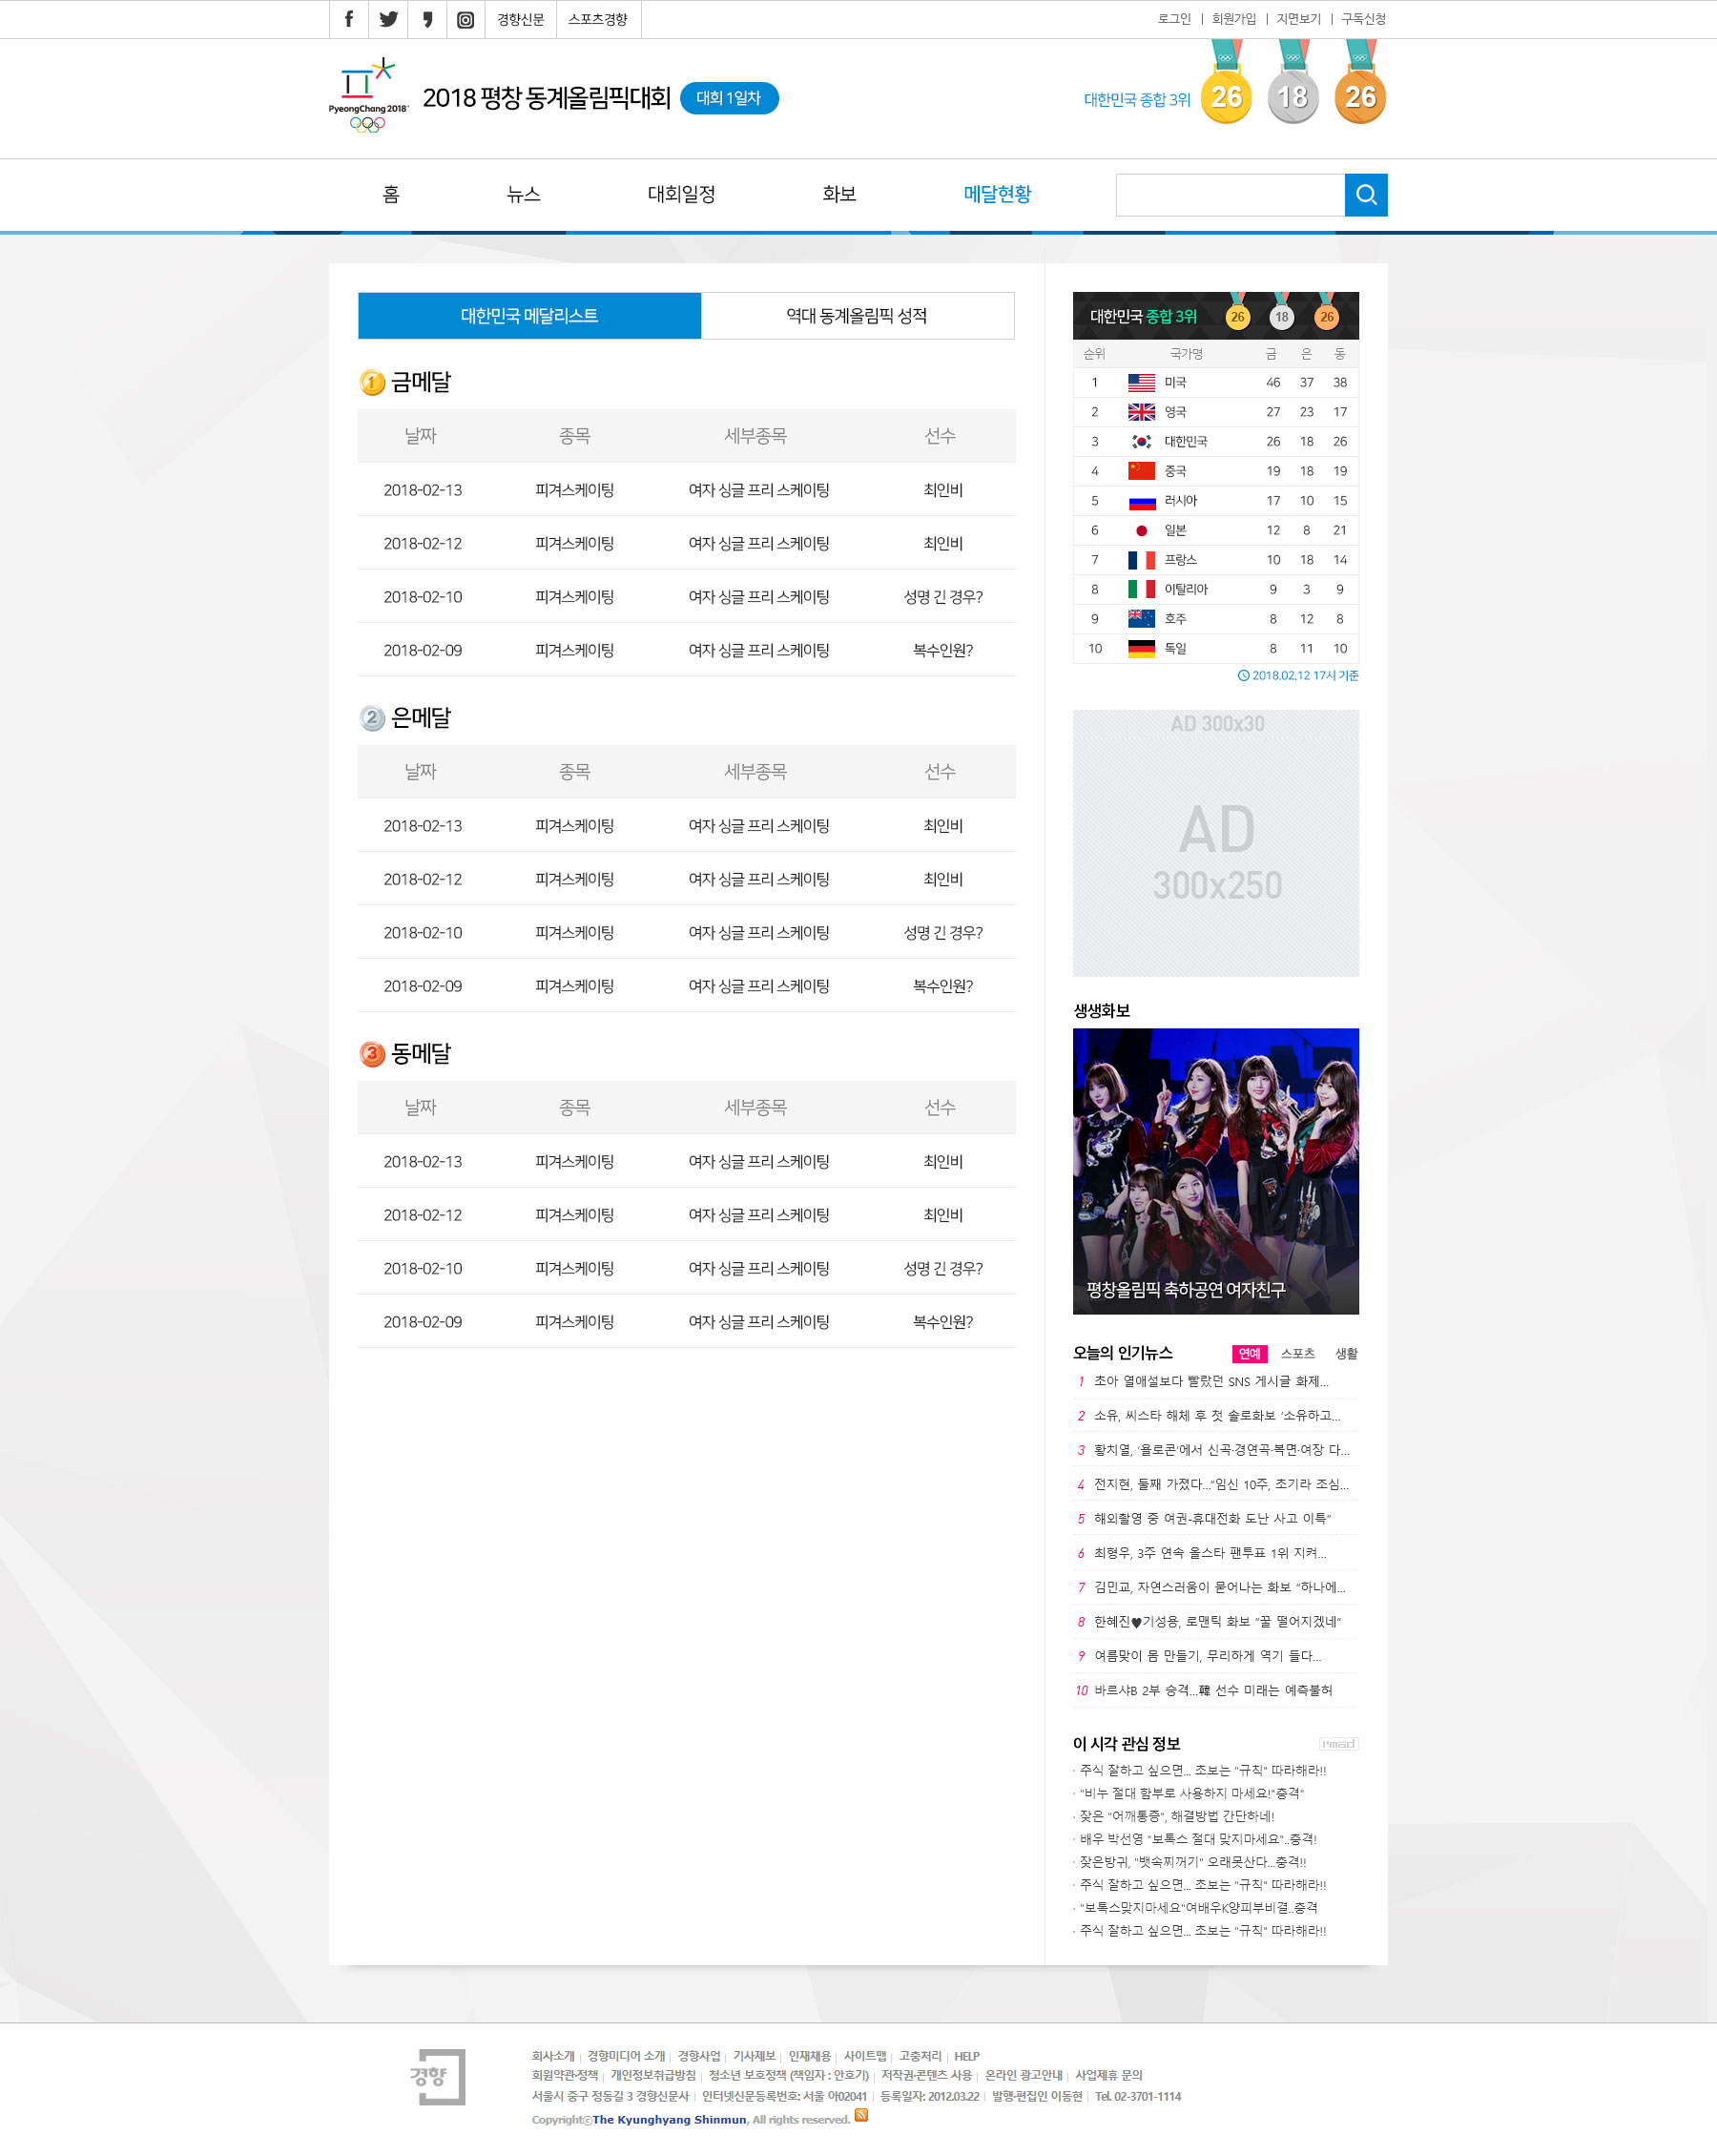 경향신문 스포츠경향
로그인 | 회원가입 | 지면보기 | 구독신청
PyeongChang 2018
2018 평창 동계올림픽대회 대회 1일차
대한민국 종합 3위 26 18 26
홈 뉴스 대회일정 화보 메달현황
대한민국 메달리스트 역대 동계올림픽 성적
1 금메달
날짜 종목 세부종목 선수
2018-02-13 피겨스케이팅 여자 싱글 프리 스케이팅 최인비
2018-02-12 피겨스케이팅 여자 싱글 프리 스케이팅 최인비
2018-02-10 피겨스케이팅 여자 싱글 프리 스케이팅 성명 긴 경우?
2018-02-09 피겨스케이팅 여자 싱글 프리 스케이팅 복수인원?
2 은메달
날짜 종목 세부종목 선수
2018-02-13 피겨스케이팅 여자 싱글 프리 스케이팅 최인비
2018-02-12 피겨스케이팅 여자 싱글 프리 스케이팅 최인비
2018-02-10 피겨스케이팅 여자 싱글 프리 스케이팅 성명 긴 경우?
2018-02-09 피겨스케이팅 여자 싱글 프리 스케이팅 복수인원?
3 동메달
날짜 종목 세부종목 선수
2018-02-13 피겨스케이팅 여자 싱글 프리 스케이팅 최인비
2018-02-12 피겨스케이팅 여자 싱글 프리 스케이팅 최인비
2018-02-10 피겨스케이팅 여자 싱글 프리 스케이팅 성명 긴 경우?
2018-02-09 피겨스케이팅 여자 싱글 프리 스케이팅 복수인원?
대한민국 종합 3위 26 18 26
순위 국가명 금 은 동
1 미국 46 37 38
2 영국 27 23 17
3 대한민국 26 18 26
4 중국 19 18 19
5 러시아 17 10 15
6 일본 12 8 21
7 프랑스 10 18 14
8 이탈리아 9 3 9
9 호주 8 12 8
10 독일 8 11 10
2018.02.12 17시 기준
AD 300x30
AD
300x250
생생화보
평창올림픽 축하공연 여자친구
오늘의 인기뉴스 연예 스포츠 생활
1 초아 열애설보다 빨랐던 SNS 게시글 화제...
2 소유, 씨스타 해체 후 첫 솔로화보 '소유하고...
3 황치열, '욜로콘'에서 신곡·경연곡·복면·여장 다...
4 전지현, 둘째 가졌다..."임신 10주, 초기라 조심...
5 해외촬영 중 여권-휴대전화 도난 사고 이특"
6 최형우, 3주 연속 올스타 팬투표 1위 지켜...
7 김민교, 자연스러움이 묻어나는 화보 "하나에...
8 한혜진♥기성용, 로맨틱 화보 "꿀 떨어지겠네"
9 여름맞이 몸 만들기, 무리하게 역기 들다...
10 바르샤B 2부 승격...韓 선수 미래는 예측불허
이 시각 관심 정보 Pmad
· 주식 잘하고 싶으면... 초보는 "규칙" 따라해라!!
· "비누 절대 함부로 사용하지 마세요!"충격"
· 잦은 "어깨통증", 해결방법 간단하네!
· 배우 박선영 "보톡스 절대 맞지마세요"..충격!
· 잦은방귀, "뱃속찌꺼기" 오래못산다...충격!!
· 주식 잘하고 싶으면... 초보는 "규칙" 따라해라!!
· "보톡스맞지마세요"여배우K양피부비결..충격
· 주식 잘하고 싶으면... 초보는 "규칙" 따라해라!!
경향
회사소개 | 경향미디어 소개 | 경향사업 | 기사제보 | 인재채용 | 사이트맵 | 고충처리 | HELP
회원약관·정책 | 개인정보취급방침 | 청소년 보호정책 (책임자 : 안호기) | 저작권·콘텐츠 사용 | 온라인 광고안내 | 사업제휴 문의
서울시 중구 정동길 3 경향신문사 | 인터넷신문등록번호: 서울 아02041 | 등록일자: 2012.03.22 | 발행·편집인 이동현 | Tel. 02-3701-1114
CopyrightⓒThe Kyunghyang Shinmun, All rights reserved.